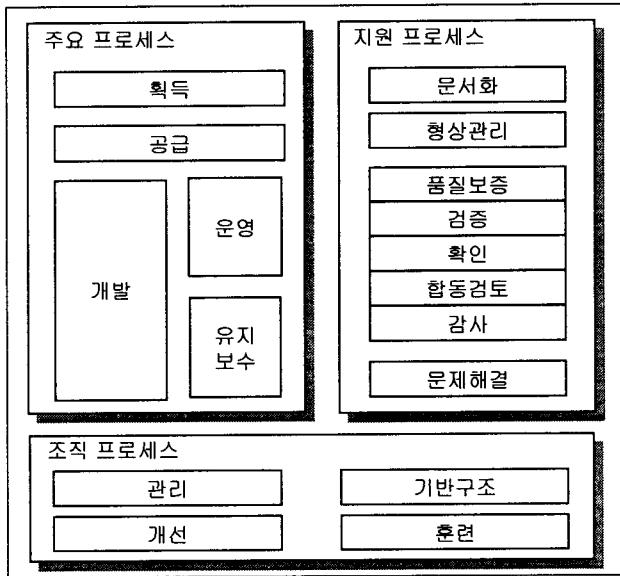 주요 프로세스
획득
공급
개발
운영
유지
보수
지원 프로세스
문서화
형상관리
품질보증
검증
확인
합동검토
감사
문제해결
조직 프로세스
관리
기반구조
개선
훈련